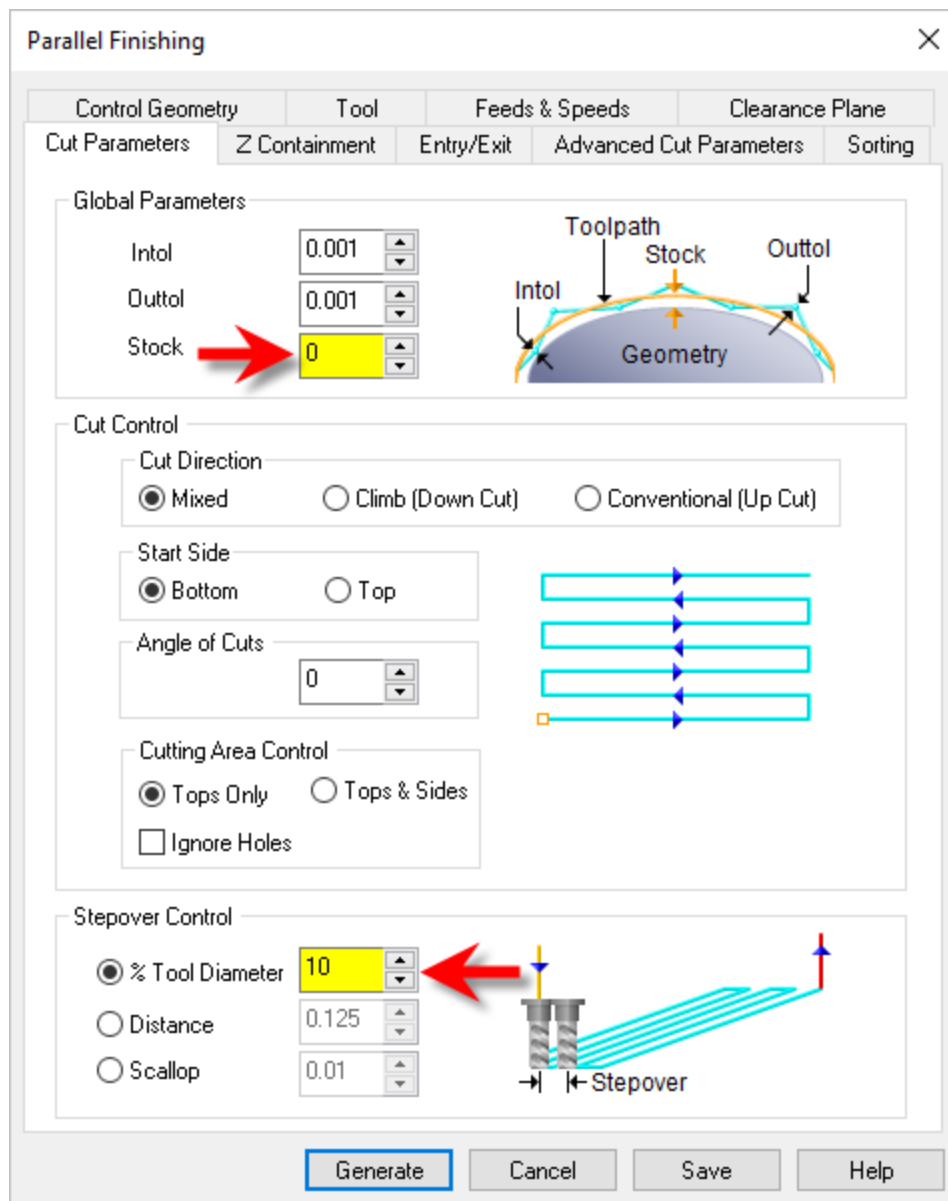 Parallel Finishing
Control Geometry Tool Feeds & Speeds Clearance Plane
Cut Parameters Z Containment Entry/Exit Advanced Cut Parameters Sorting
Global Parameters
Intol 0.001
Outtol 0.001
Stock 0
Toolpath
Stock
Outtol
Intol
Geometry
Cut Control
Cut Direction
Mixed Climb (Down Cut) Conventional (Up Cut)
Start Side
Bottom Top
Angle of Cuts
0
Cutting Area Control
Tops Only Tops & Sides
Ignore Holes
Stepover Control
% Tool Diameter 10
Distance 0.125
Scallop 0.01
Stepover
Generate Cancel Save Help